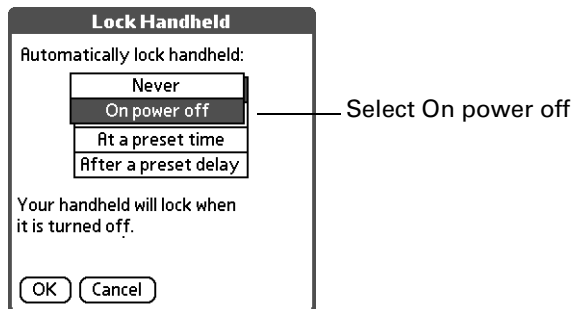 Lock Handheld
Automatically lock handheld:
Never
On power off
Select On power off
At a preset time
After a preset delay
Your handheld will lock when
it is turned off.
OK Cancel